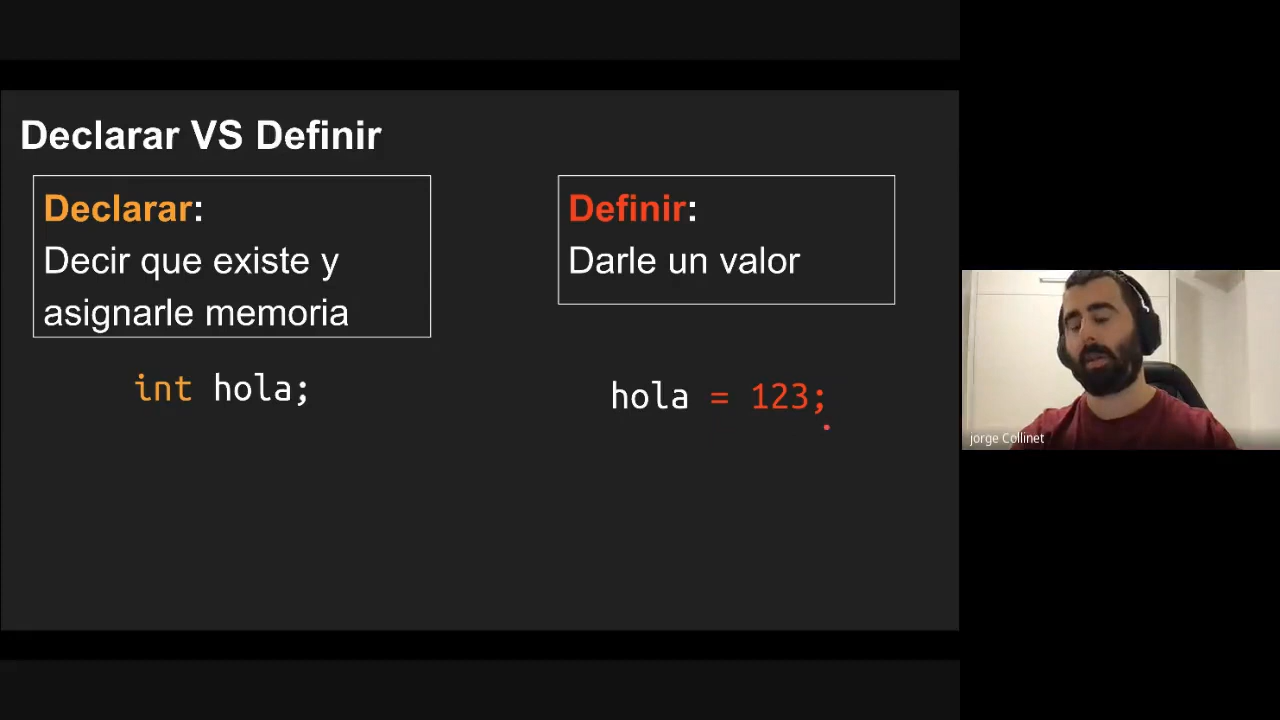 Declarar VS Definir
Declarar:
Decir que existe y
asignarle memoria
int hola;
Definir:
Darle un valor
hola = 123;
jorge Collinet